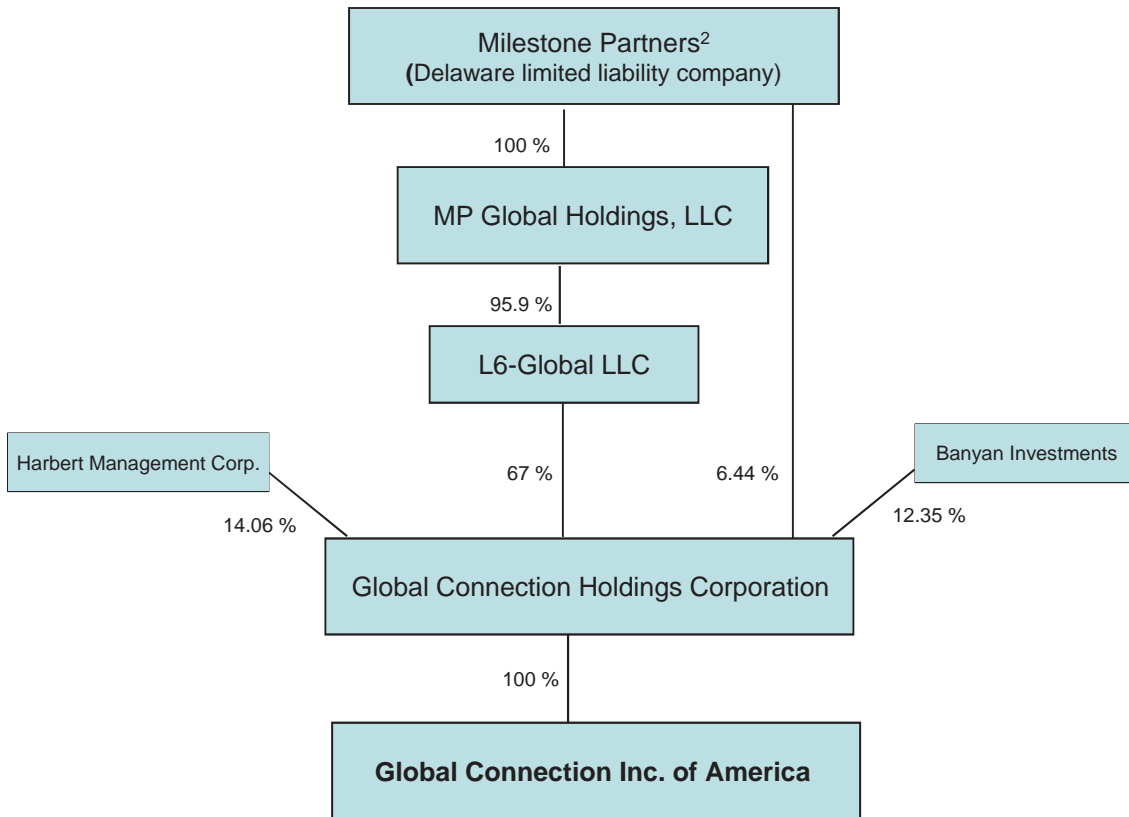 Milestone Partners²
(Delaware limited liability company)
100 %
MP Global Holdings, LLC
95.9 %
L6-Global LLC
Harbert Management Corp.
Banyan Investments
67 %
6.44 %
14.06 %
12.35 %
Global Connection Holdings Corporation
100 %
Global Connection Inc. of America